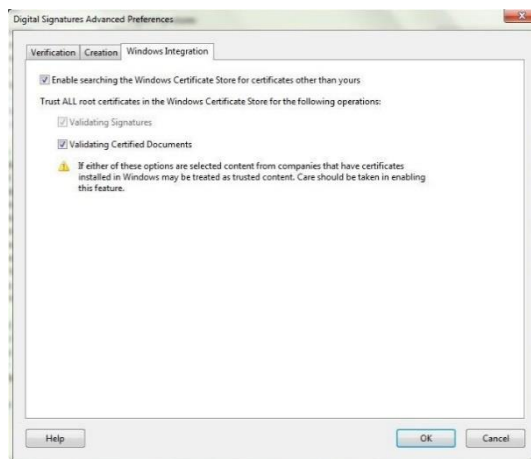 Digital Signatures Advanced Preferences
Verification Creation Windows Integration
Enable searching the Windows Certificate Store for certificates other than yours
Trust ALL root certificates in the Windows Certificate Store for the following operations:
Validating Signatures
Validating Certified Documents
If either of these options are selected content from companies that have certificates
installed in Windows may be treated as trusted content. Care should be taken in enabling
this feature.
Help OK Cancel